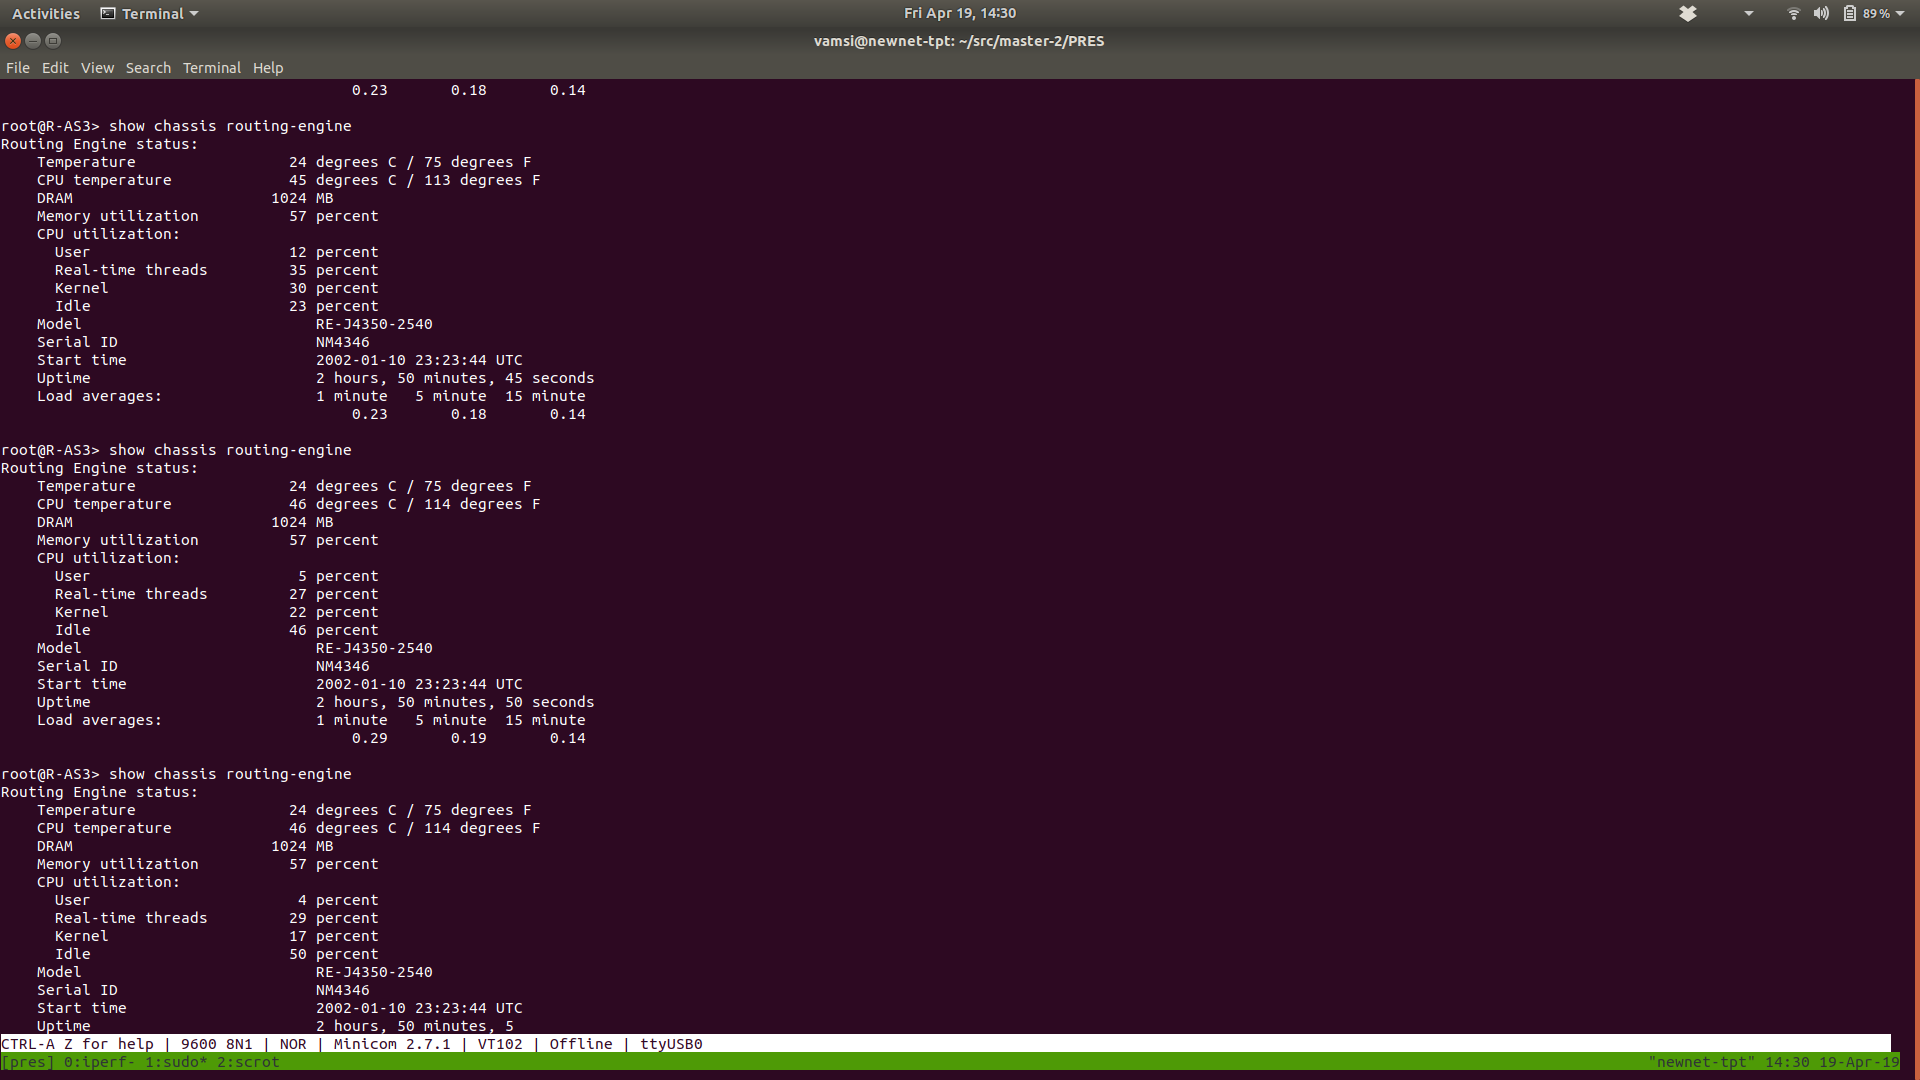 Activities Terminal Fri Apr 19, 14:30 89%
vamsi@newnet-tpt: ~/src/master-2/PRES
File Edit View Search Terminal Help
0.23 0.18 0.14
root@R-AS3> show chassis routing-engine
Routing Engine status:
Temperature 24 degrees C / 75 degrees F
CPU temperature 45 degrees C / 113 degrees F
DRAM 1024 MB
Memory utilization 57 percent
CPU utilization:
User 12 percent
Real-time threads 35 percent
Kernel 30 percent
Idle 23 percent
Model RE-J4350-2540
Serial ID NM4346
Start time 2002-01-10 23:23:44 UTC
Uptime 2 hours, 50 minutes, 45 seconds
Load averages: 1 minute 5 minute 15 minute
0.23 0.18 0.14
root@R-AS3> show chassis routing-engine
Routing Engine status:
Temperature 24 degrees C / 75 degrees F
CPU temperature 46 degrees C / 114 degrees F
DRAM 1024 MB
Memory utilization 57 percent
CPU utilization:
User 5 percent
Real-time threads 27 percent
Kernel 22 percent
Idle 46 percent
Model RE-J4350-2540
Serial ID NM4346
Start time 2002-01-10 23:23:44 UTC
Uptime 2 hours, 50 minutes, 50 seconds
Load averages: 1 minute 5 minute 15 minute
0.29 0.19 0.14
root@R-AS3> show chassis routing-engine
Routing Engine status:
Temperature 24 degrees C / 75 degrees F
CPU temperature 46 degrees C / 114 degrees F
DRAM 1024 MB
Memory utilization 57 percent
CPU utilization:
User 4 percent
Real-time threads 29 percent
Kernel 17 percent
Idle 50 percent
Model RE-J4350-2540
Serial ID NM4346
Start time 2002-01-10 23:23:44 UTC
Uptime 2 hours, 50 minutes, 5
CTRL-A Z for help | 9600 8N1 | NOR | Minicom 2.7.1 | VT102 | Offline | ttyUSB0
[pres] 0:iperf- 1:sudo* 2:scrot "newnet-tpt" 14:30 19-Apr-19